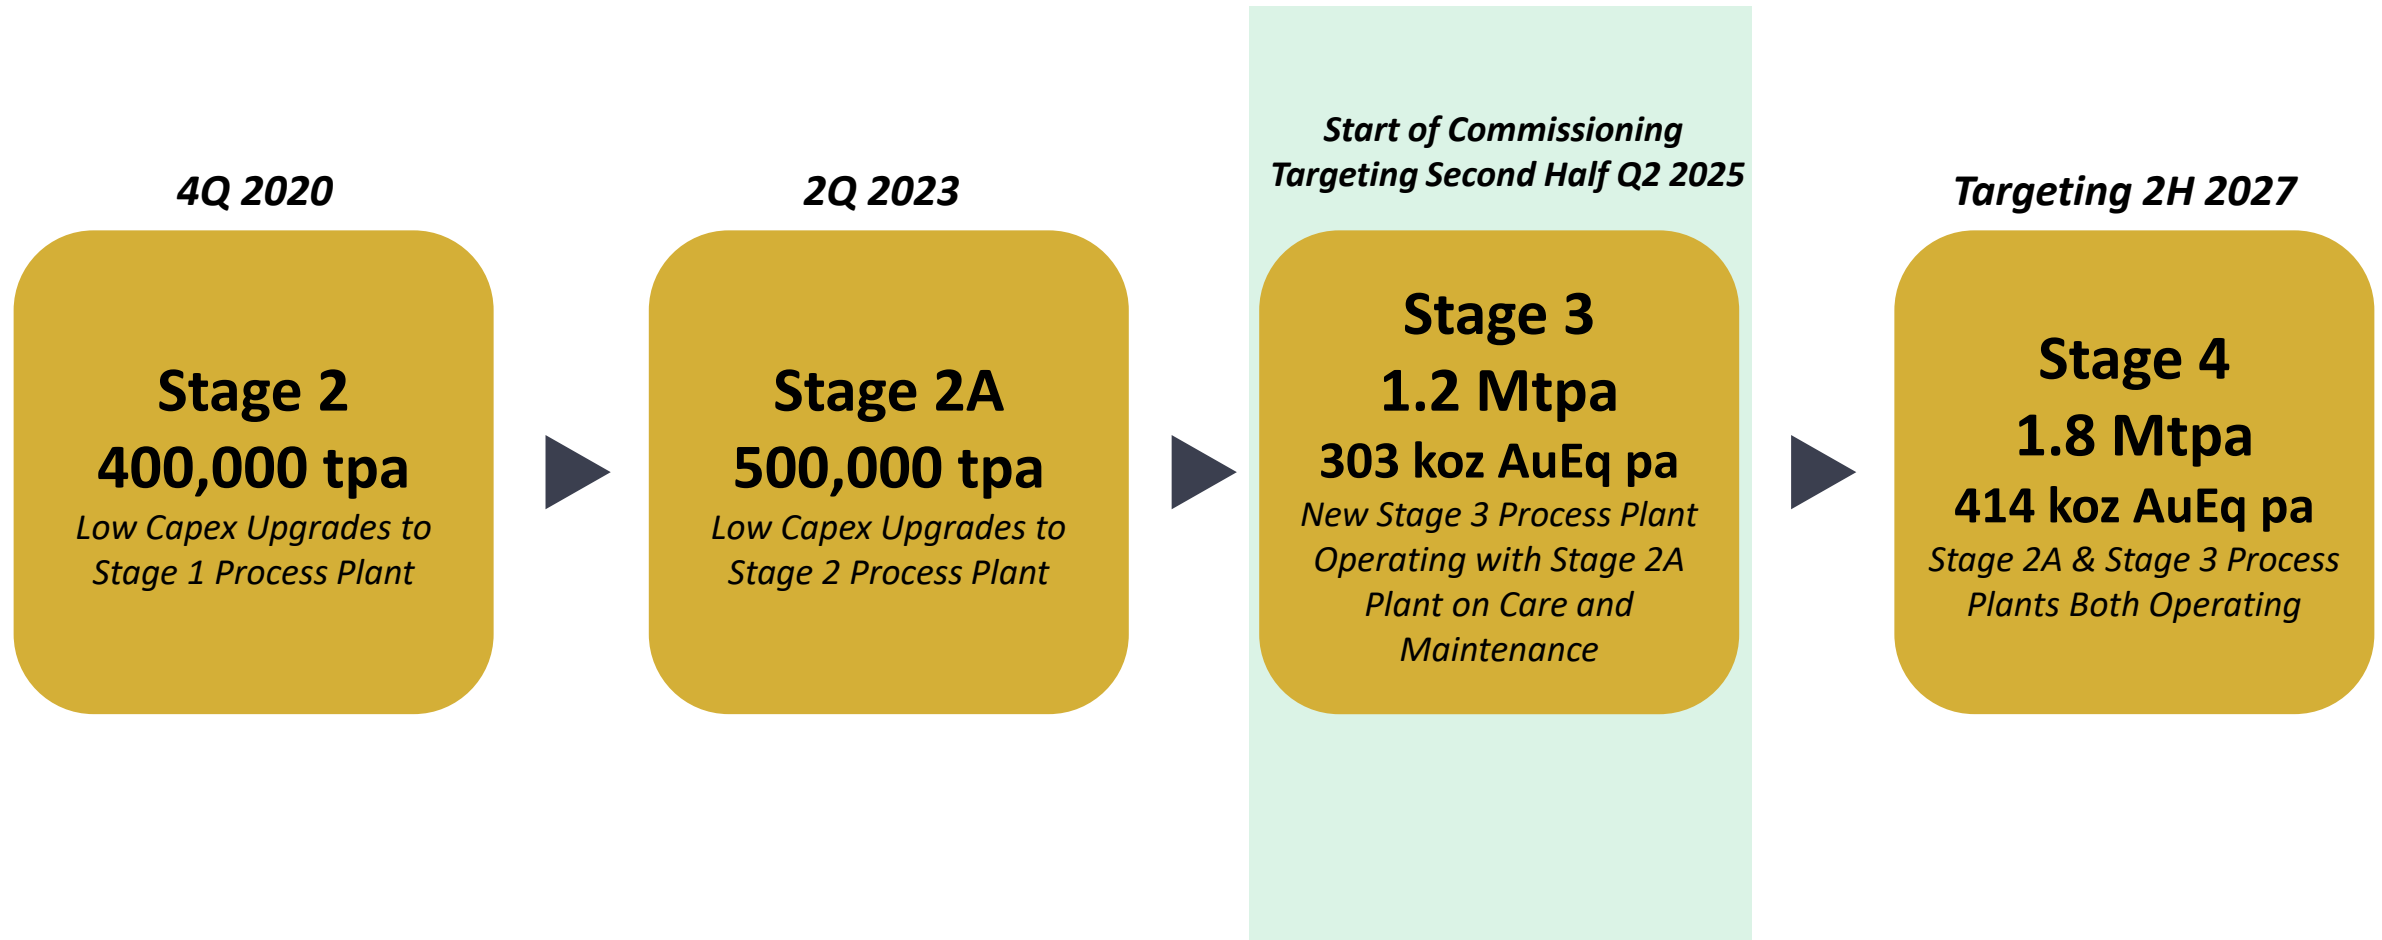 4Q 2020
Stage 2
400,000 tpa
Low Capex Upgrades to
Stage 1 Process Plant
2Q 2023
Stage 2A
500,000 tpa
Low Capex Upgrades to
Stage 2 Process Plant
Start of Commissioning
Targeting Second Half Q2 2025
Stage 3
1.2 Mtpa
303 koz AuEq pa
New Stage 3 Process Plant
Operating with Stage 2A
Plant on Care and
Maintenance
Targeting 2H 2027
Stage 4
1.8 Mtpa
414 koz AuEq pa
Stage 2A & Stage 3 Process
Plants Both Operating